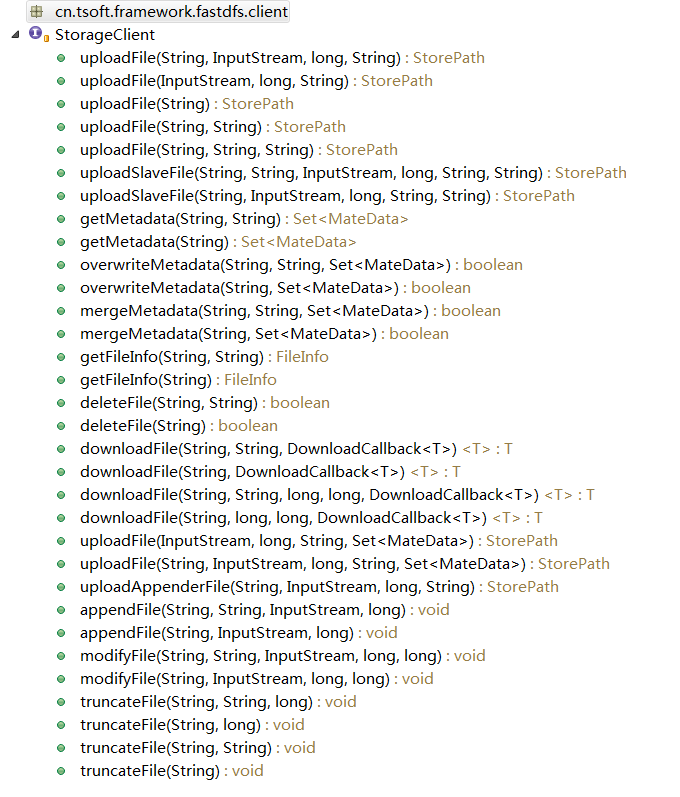 cn.tsoft.framework.fastdfs.client
StorageClient
uploadFile(String, InputStream, long, String) : StorePath
uploadFile(InputStream, long, String) : StorePath
uploadFile(String) : StorePath
uploadFile(String, String) : StorePath
uploadFile(String, String, String) : StorePath
uploadSlaveFile(String, String, InputStream, long, String, String) : StorePath
uploadSlaveFile(String, InputStream, long, String, String) : StorePath
getMetadata(String, String) : Set<MateData>
getMetadata(String) : Set<MateData>
overwriteMetadata(String, String, Set<MateData>) : boolean
overwriteMetadata(String, Set<MateData>) : boolean
mergeMetadata(String, String, Set<MateData>) : boolean
mergeMetadata(String, Set<MateData>) : boolean
getFileInfo(String, String) : FileInfo
getFileInfo(String) : FileInfo
deleteFile(String, String) : boolean
deleteFile(String) : boolean
downloadFile(String, String, DownloadCallback<T>) <T> : T
downloadFile(String, DownloadCallback<T>) <T> : T
downloadFile(String, String, long, long, DownloadCallback<T>) <T> : T
downloadFile(String, long, long, DownloadCallback<T>) <T> : T
uploadFile(InputStream, long, String, Set<MateData>) : StorePath
uploadFile(String, InputStream, long, String, Set<MateData>) : StorePath
uploadAppenderFile(String, InputStream, long, String) : StorePath
appendFile(String, String, InputStream, long) : void
appendFile(String, InputStream, long) : void
modifyFile(String, String, InputStream, long, long) : void
modifyFile(String, InputStream, long, long) : void
truncateFile(String, String, long) : void
truncateFile(String, long) : void
truncateFile(String, String) : void
truncateFile(String) : void